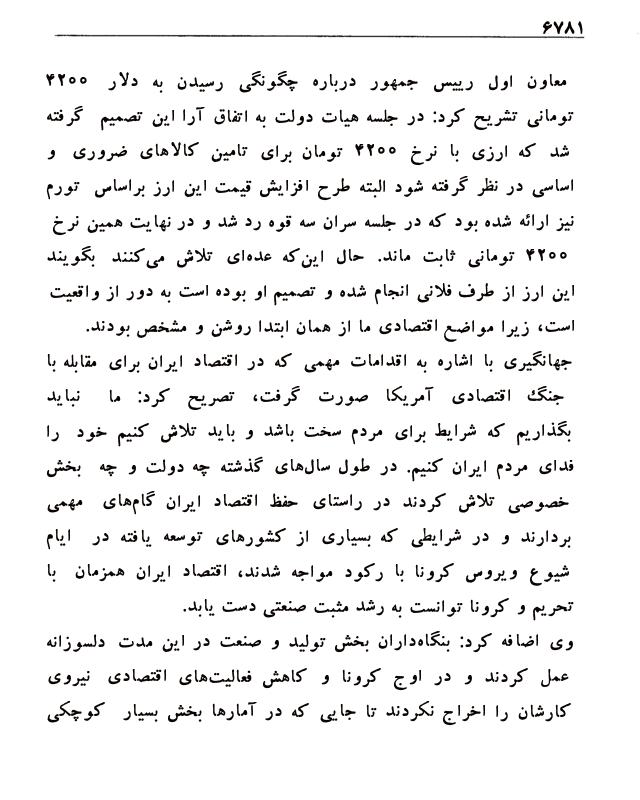 ۶۷۸۱
معاون اول رییس جمهور درباره چگونگی رسیدن به دلار ۴۲۰۰
تومانی تشریح کرد: در جلسه هیات دولت به اتفاق آرا این تصمیم گرفته
شد که ارزی با نرخ ۴۲۰۰ تومان برای تامین کالاهای ضروری و
اساسی در نظر گرفته شود البته طرح افزایش قیمت این ارز براساس تورم
نیز ارائه شده بود که در جلسه سران سه قوه رد شد و در نهایت همین نرخ
۴۲۰۰ تومانی ثابت ماند. حال این‌که عده‌ای تلاش می‌کنند بگویند
این ارز از طرف فلانی انجام شده و تصمیم او بوده است به دور از واقعیت
است، زیرا مواضع اقتصادی ما از همان ابتدا روشن و مشخص بودند.
جهانگیری با اشاره به اقدامات مهمی که در اقتصاد ایران برای مقابله با
جنگ اقتصادی آمریکا صورت گرفت، تصریح کرد: ما نباید
بگذاریم که شرایط برای مردم سخت باشد و باید تلاش کنیم خود را
فدای مردم ایران کنیم. در طول سال‌های گذشته چه دولت و چه بخش
خصوصی تلاش کردند در راستای حفظ اقتصاد ایران گام‌های مهمی
بردارند و در شرایطی که بسیاری از کشورهای توسعه یافته در ایام
شیوع ویروس کرونا با رکود مواجه شدند، اقتصاد ایران همزمان با
تحریم و کرونا توانست به رشد مثبت صنعتی دست یابد.
وی اضافه کرد: بنگاه‌داران بخش تولید و صنعت در این مدت دلسوزانه
عمل کردند و در اوج کرونا و کاهش فعالیت‌های اقتصادی نیروی
کارشان را اخراج نکردند تا جایی که در آمارها بخش بسیار کوچکی